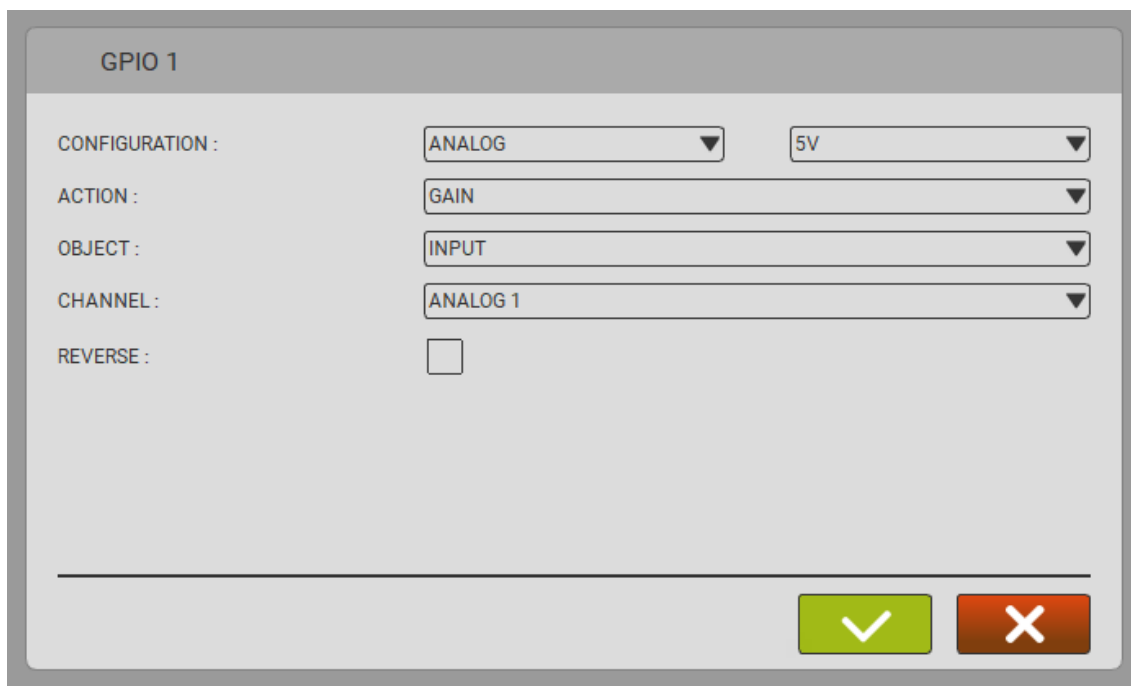 GPIO 1
CONFIGURATION : ANALOG 5V
ACTION : GAIN
OBJECT : INPUT
CHANNEL : ANALOG 1
REVERSE :